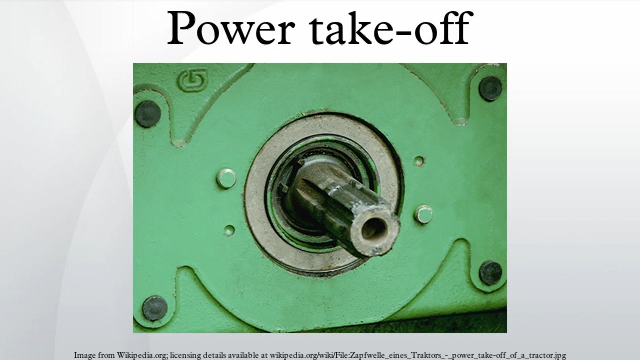 Power take-off
Image from Wikipedia.org; licensing details available at wikipedia.org/wiki/File:Zapfwelle_eines_Traktors_-_power_take-off_of_a_tractor.jpg